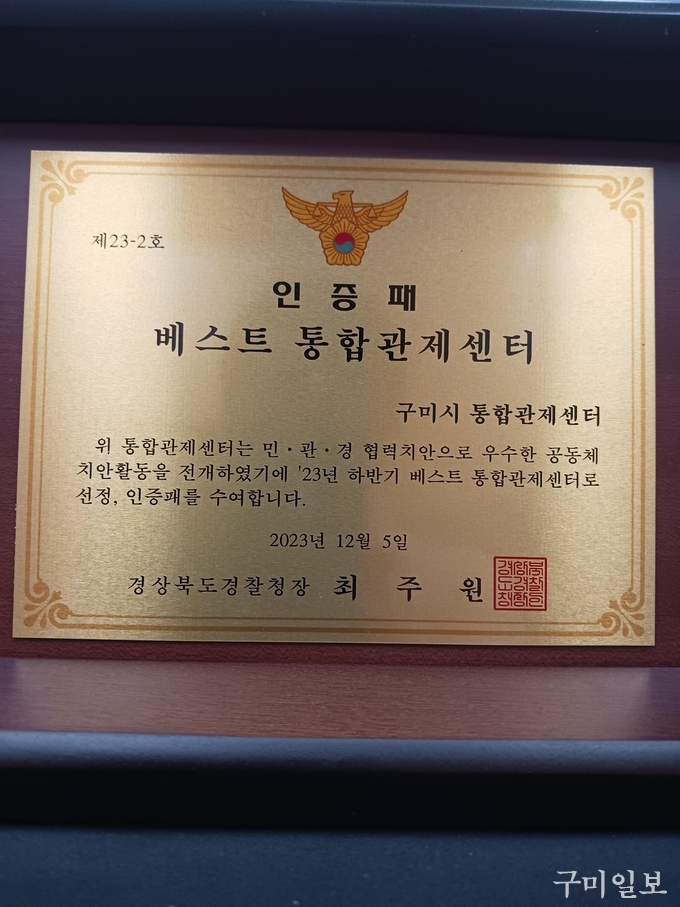 제23-2호
인증패
베스트 통합관제센터
구미시 통합관제센터
위 통합관제센터는 민·관·경 협력치안으로 우수한 공동체
치안활동을 전개하였기에 '23년 하반기 베스트 통합관제센터로
선정, 인증패를 수여합니다.
2023년 12월 5일
경상북도경찰청장 최 주 원
구미일보